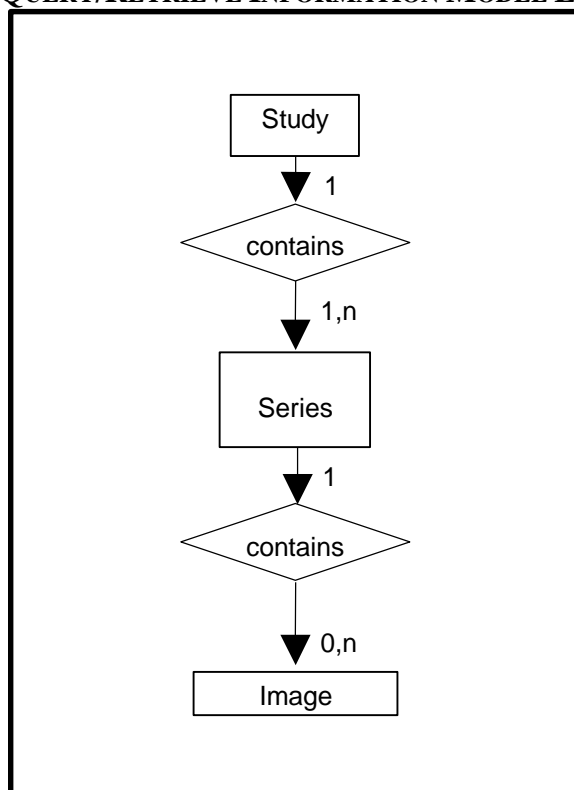 QUERY/RETRIEVE INFORMATION MODEL
Study
1
contains
1,n
Series
1
contains
0,n
Image